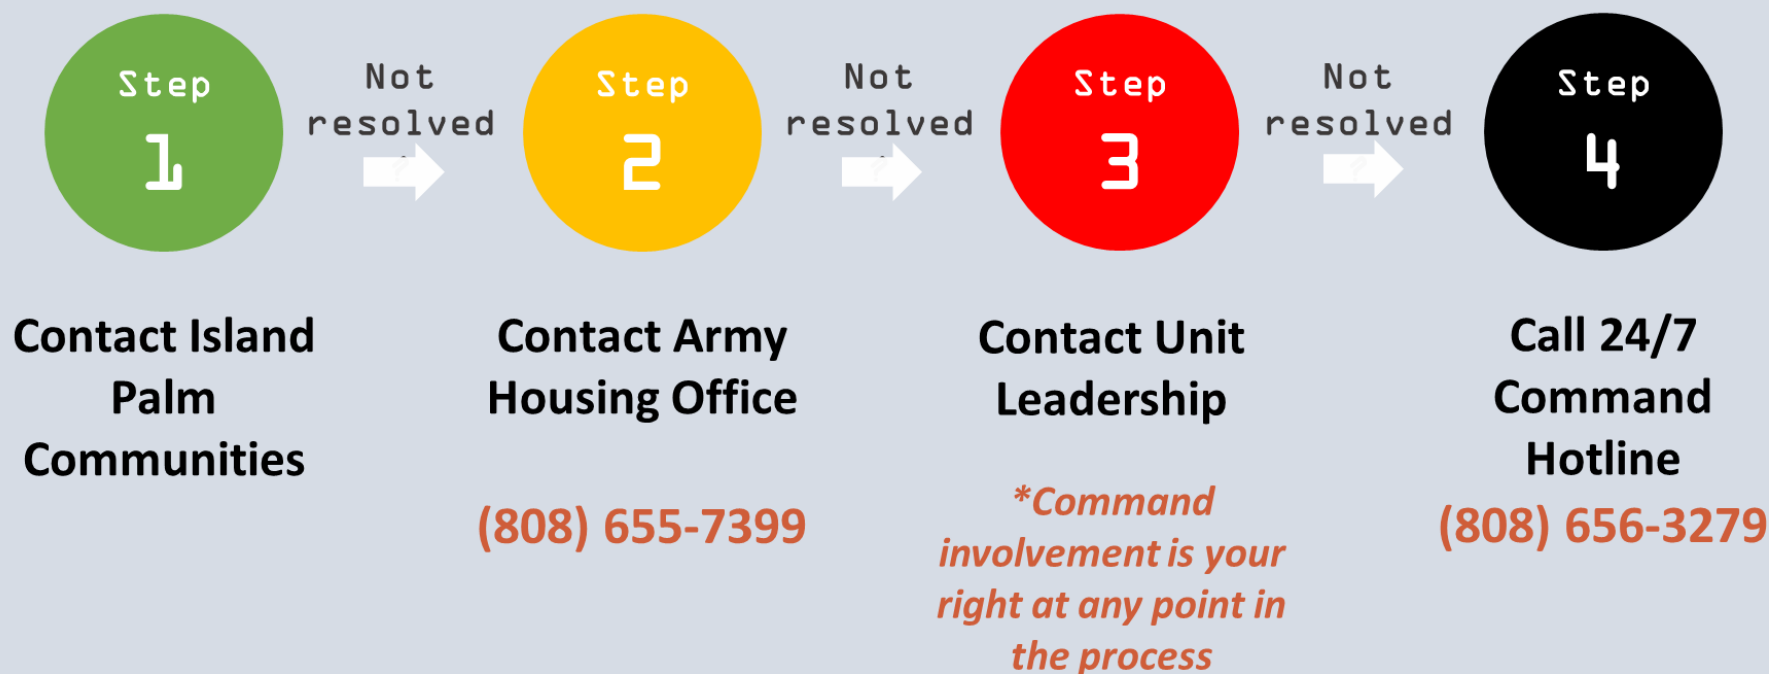 Step
1
Not
resolved
?
Step
2
Not
resolved
?
Step
3
Not
resolved
?
Step
4
Contact Island
Palm
Communities
Contact Army
Housing Office
(808) 655-7399
Contact Unit
Leadership
*Command
involvement is your
right at any point in
the process
Call 24/7
Command
Hotline
(808) 656-3279